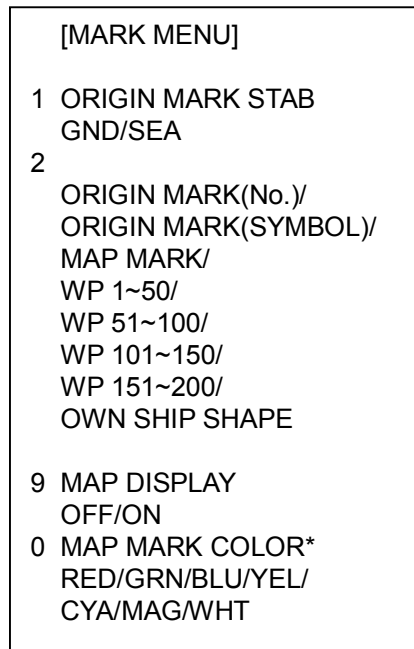 [MARK MENU]
1 ORIGIN MARK STAB
GND/SEA
2
ORIGIN MARK(No.)/
ORIGIN MARK(SYMBOL)/
MAP MARK/
WP 1~50/
WP 51~100/
WP 101~150/
WP 151~200/
OWN SHIP SHAPE
9 MAP DISPLAY
OFF/ON
0 MAP MARK COLOR*
RED/GRN/BLU/YEL/
CYA/MAG/WHT